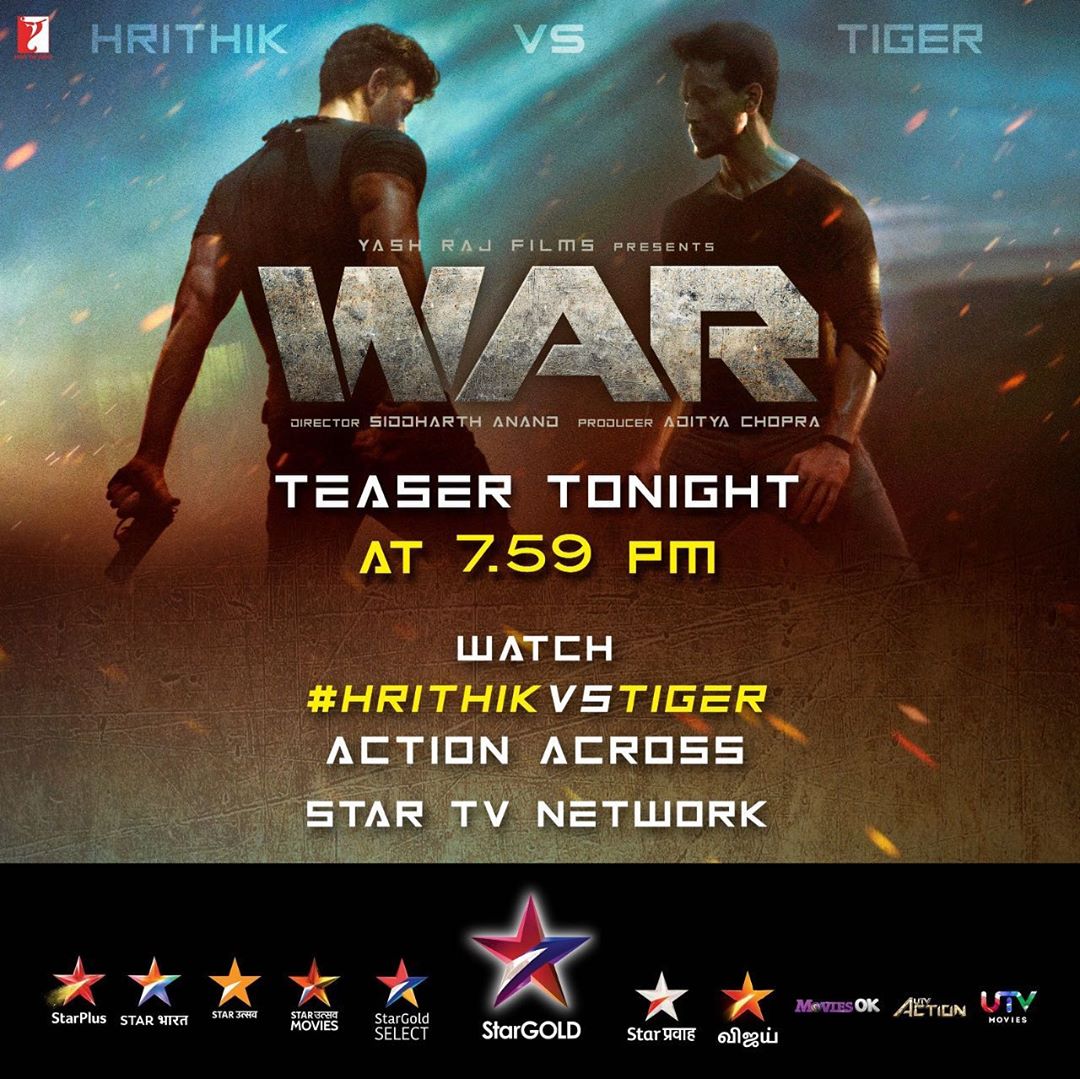 HRITHIK VS TIGER
YASH RAJ FILMS PRESENTS
WAR
DIRECTOR SIDDHARTH ANAND PRODUCER ADITYA CHOPRA
TEASER TONIGHT
AT 7.59 PM
WATCH
#HRITHIKVSTIGER
ACTION ACROSS
STAR TV NETWORK
StarPlus
STAR भारत
STAR उत्सव
STAR उत्सव
MOVIES
StarGold
SELECT
StarGOLD
Star प्रवाह
விஜய்
MOVIES OK
UTV
ACTION
UTV
MOVIES